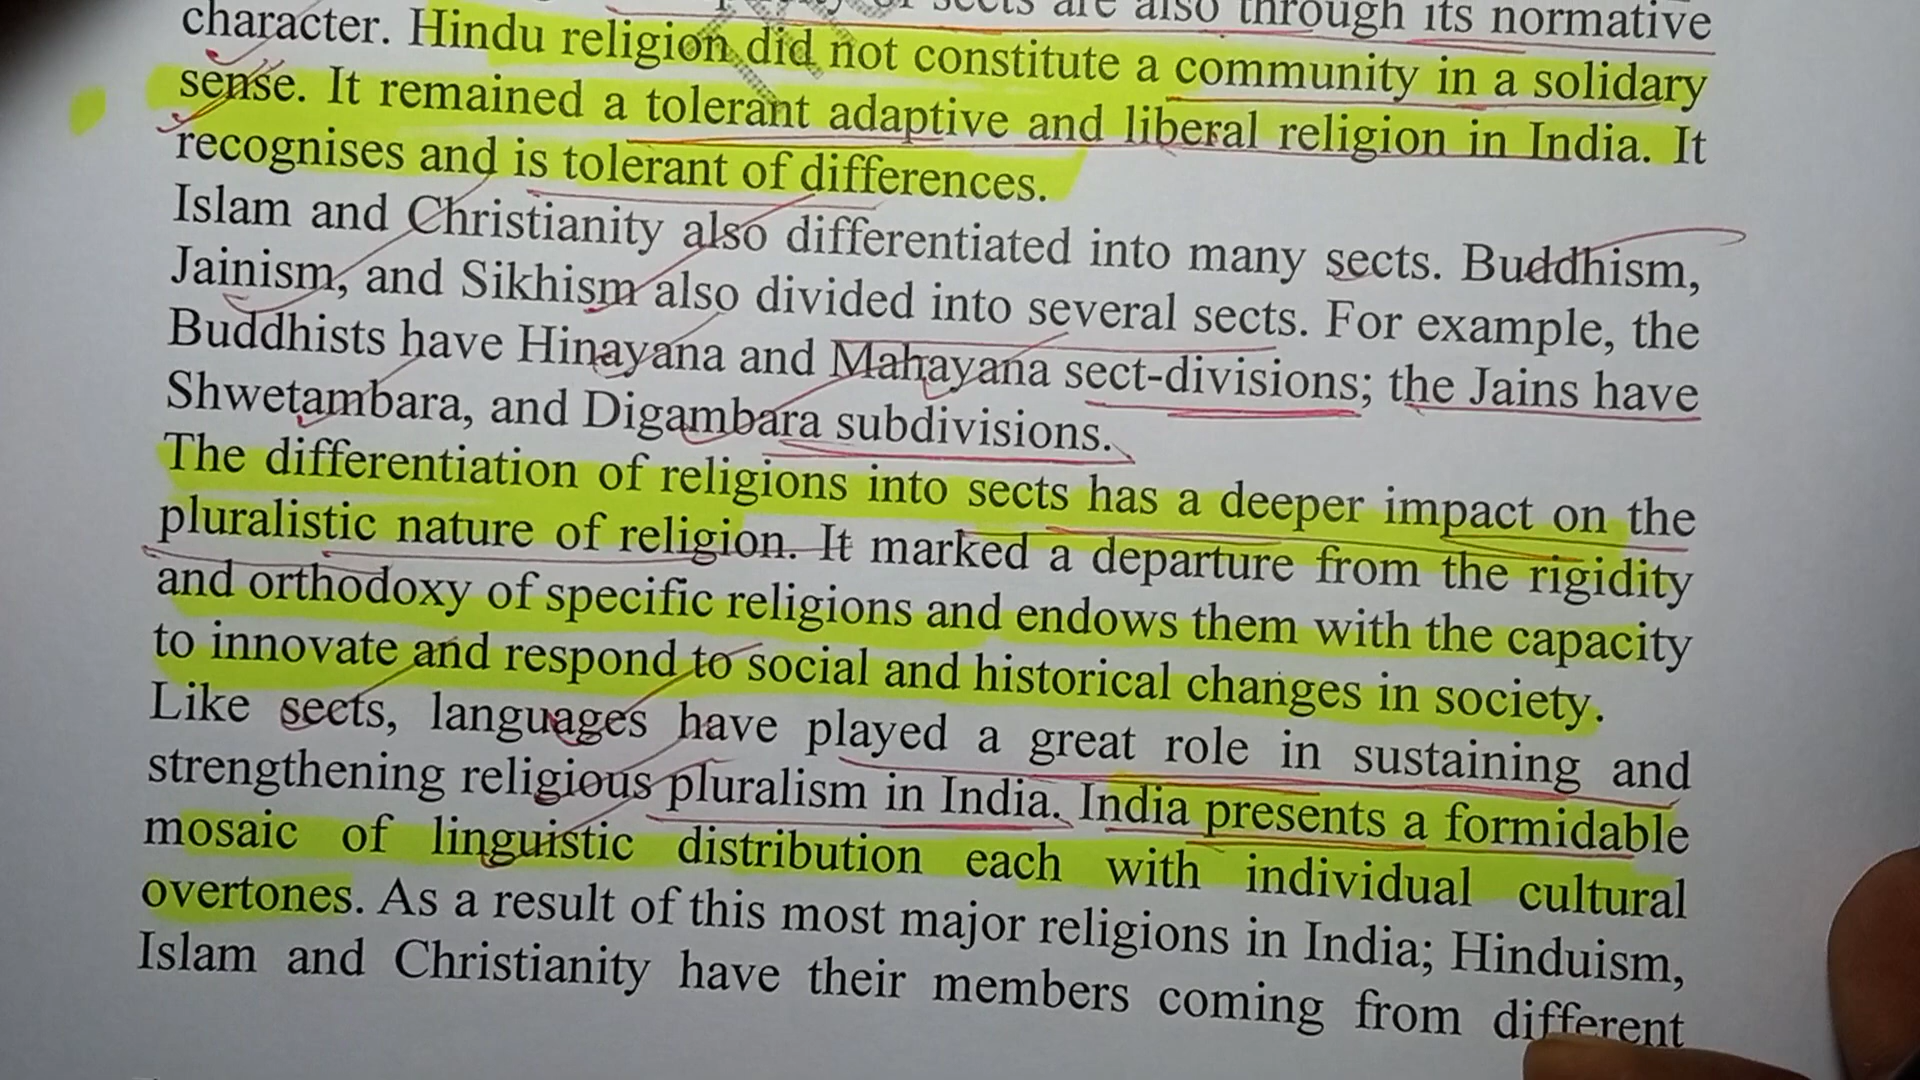 sects are also through its normative
character. Hindu religion did not constitute a community in a solidary
sense. It remained a tolerant adaptive and liberal religion in India. It
recognises and is tolerant of differences.
Islam and Christianity also differentiated into many sects. Buddhism,
Jainism, and Sikhism also divided into several sects. For example, the
Buddhists have Hinayana and Mahayana sect-divisions; the Jains have
Shwetambara, and Digambara subdivisions.
The differentiation of religions into sects has a deeper impact on the
pluralistic nature of religion. It marked a departure from the rigidity
and orthodoxy of specific religions and endows them with the capacity
to innovate and respond to social and historical changes in society.
Like sects, languages have played a great role in sustaining and
strengthening religious pluralism in India. India presents a formidable
mosaic of linguistic distribution each with individual cultural
overtones. As a result of this most major religions in India; Hinduism,
Islam and Christianity have their members coming from different